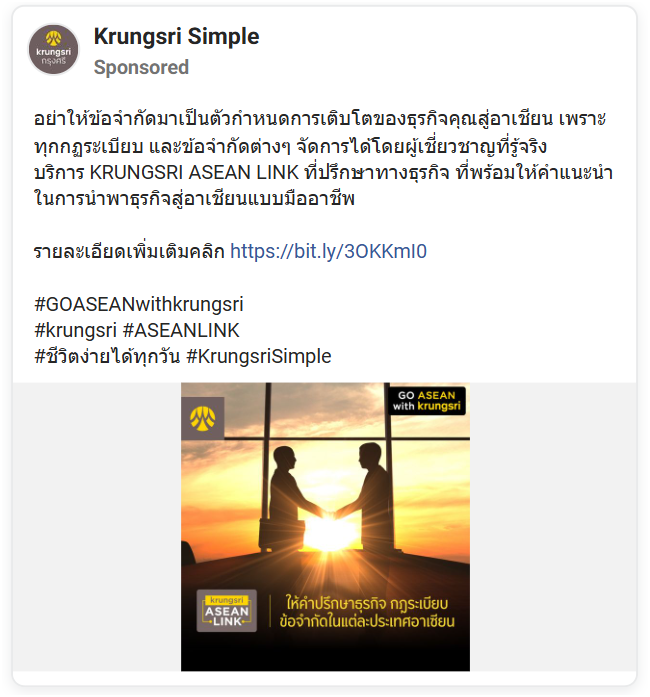 krungsri
กรุงศรี
Krungsri Simple
Sponsored
อย่าให้ข้อจำกัดมาเป็นตัวกำหนดการเติบโตของธุรกิจคุณสู่อาเซียน เพราะ
ทุกกฎระเบียบ และข้อจำกัดต่างๆ จัดการได้โดยผู้เชี่ยวชาญที่รู้จริง
บริการ KRUNGSRI ASEAN LINK ที่ปรึกษาทางธุรกิจ ที่พร้อมให้คำแนะนำ
ในการนำพาธุรกิจสู่อาเซียนแบบมืออาชีพ
รายละเอียดเพิ่มเติมคลิก https://bit.ly/3OKKmI0
#GOASEANwithkrungsri
#krungsri #ASEANLINK
#ชีวิตง่ายได้ทุกวัน #KrungsriSimple
GO ASEAN
with krungsri
krungsri
ASEAN
LINK
ให้คำปรึกษาธุรกิจ กฎระเบียบ
ข้อจำกัดในแต่ละประเทศอาเซียน